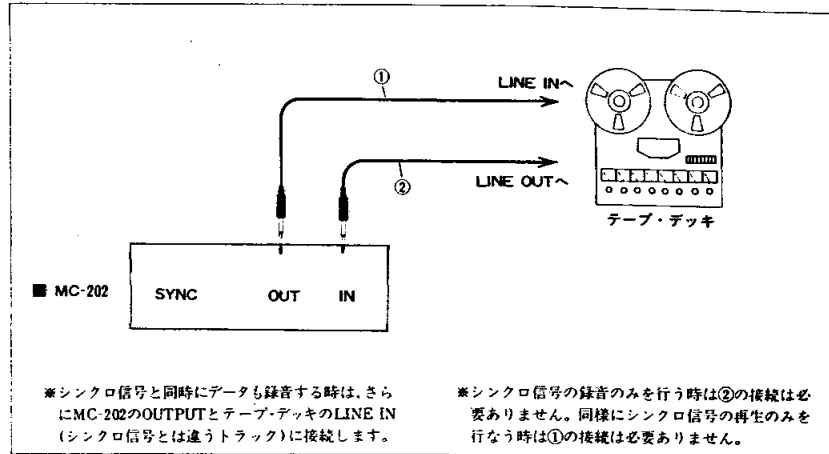 ①
LINE INへ
②
LINE OUTへ
テープ・デッキ
■ MC-202
SYNC
OUT
IN
※シンクロ信号と同時にデータも録音する時は、さら
にMC-202のOUTPUTとテープ・デッキのLINE IN
(シンクロ信号とは違うトラック)に接続します。
※シンクロ信号の録音のみを行う時は②の接続は必
要ありません。同様にシンクロ信号の再生のみを
行なう時は①の接続は必要ありません。